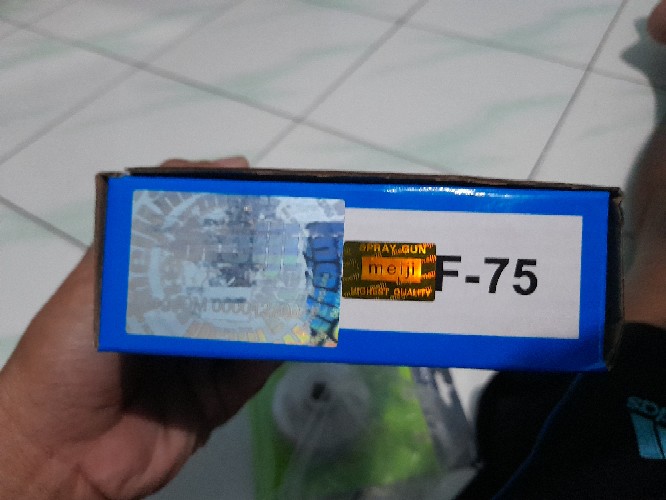 SPRAY GUN
meiji
HIGHEST QUALITY
F-75